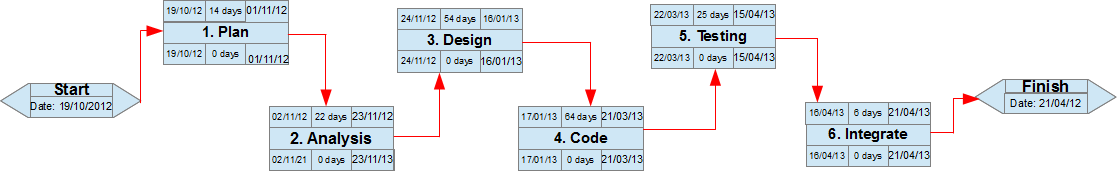 Start
Date: 19/10/2012
19/10/12 14 days 01/11/12
1. Plan
19/10/12 0 days 01/11/12
02/11/12 22 days 23/11/12
2. Analysis
02/11/21 0 days 23/11/13
24/11/12 54 days 16/01/13
3. Design
24/11/12 0 days 16/01/13
17/01/13 64 days 21/03/13
4. Code
17/01/13 0 days 21/03/13
22/03/13 25 days 15/04/13
5. Testing
22/03/13 0 days 15/04/13
16/04/13 6 days 21/04/13
6. Integrate
16/04/13 0 days 21/04/13
Finish
Date: 21/04/12